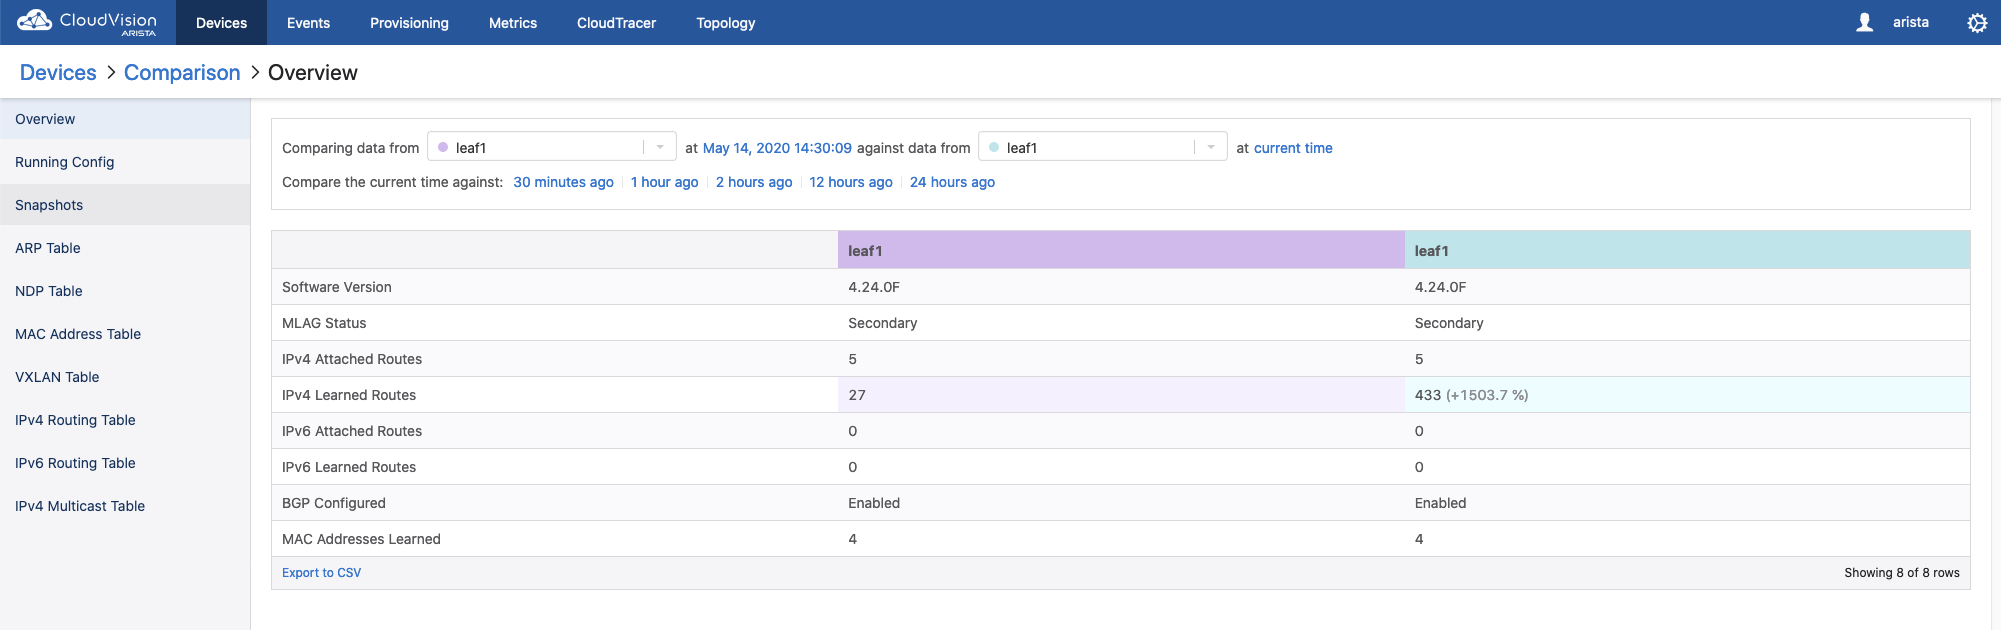 CloudVision
ARISTA
Devices Events Provisioning Metrics CloudTracer Topology arista
Devices > Comparison > Overview
Overview
Running Config
Snapshots
ARP Table
NDP Table
MAC Address Table
VXLAN Table
IPv4 Routing Table
IPv6 Routing Table
IPv4 Multicast Table
Comparing data from leaf1 at May 14, 2020 14:30:09 against data from leaf1 at current time
Compare the current time against: 30 minutes ago 1 hour ago 2 hours ago 12 hours ago 24 hours ago
leaf1 leaf1
Software Version 4.24.0F 4.24.0F
MLAG Status Secondary Secondary
IPv4 Attached Routes 5 5
IPv4 Learned Routes 27 433 (+1503.7 %)
IPv6 Attached Routes 0 0
IPv6 Learned Routes 0 0
BGP Configured Enabled Enabled
MAC Addresses Learned 4 4
Export to CSV Showing 8 of 8 rows